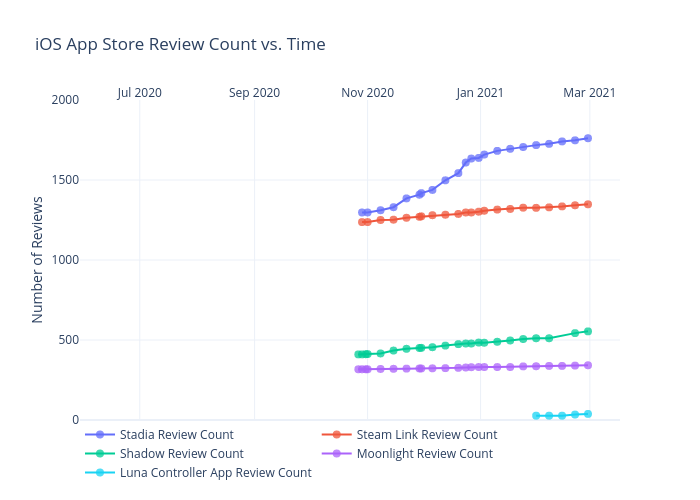 iOS App Store Review Count vs. Time
Jul 2020 Sep 2020 Nov 2020 Jan 2021 Mar 2021
2000
1500
1000
500
0
Number of Reviews
Stadia Review Count Steam Link Review Count
Shadow Review Count Moonlight Review Count
Luna Controller App Review Count